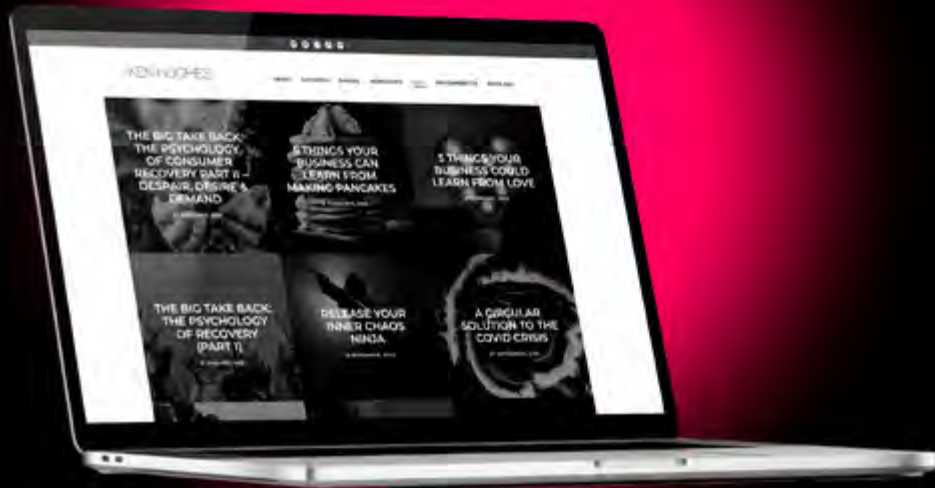 KEN HUGHES
THE BIG TAKE BACK:
THE PSYCHOLOGY
OF CONSUMER
RECOVERY PART II –
DESPAIR, DESIRE &
DEMAND
5 THINGS YOUR
BUSINESS CAN
LEARN FROM
MAKING PANCAKES
5 THINGS YOUR
BUSINESS COULD
LEARN FROM LOVE
THE BIG TAKE BACK:
THE PSYCHOLOGY
OF RECOVERY
(PART 1)
RELEASE YOUR
INNER CHAOS
NINJA
A CIRCULAR
SOLUTION TO THE
COVID CRISIS